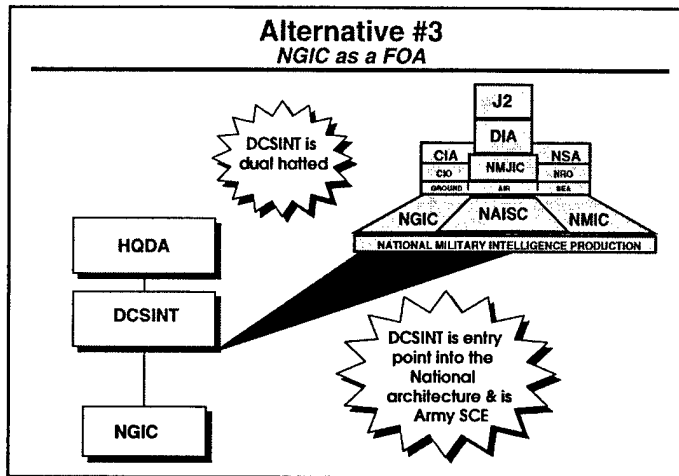 Alternative #3
NGIC as a FOA
DCSINT is
dual hatted
J2
DIA
CIA
NMJIC
NSA
CIO
NRO
GROUND
AIR
SEA
NGIC
NAISC
NMIC
NATIONAL MILITARY INTELLIGENCE PRODUCTION
HQDA
DCSINT
NGIC
DCSINT is entry
point into the
National
architecture & is
Army SCE